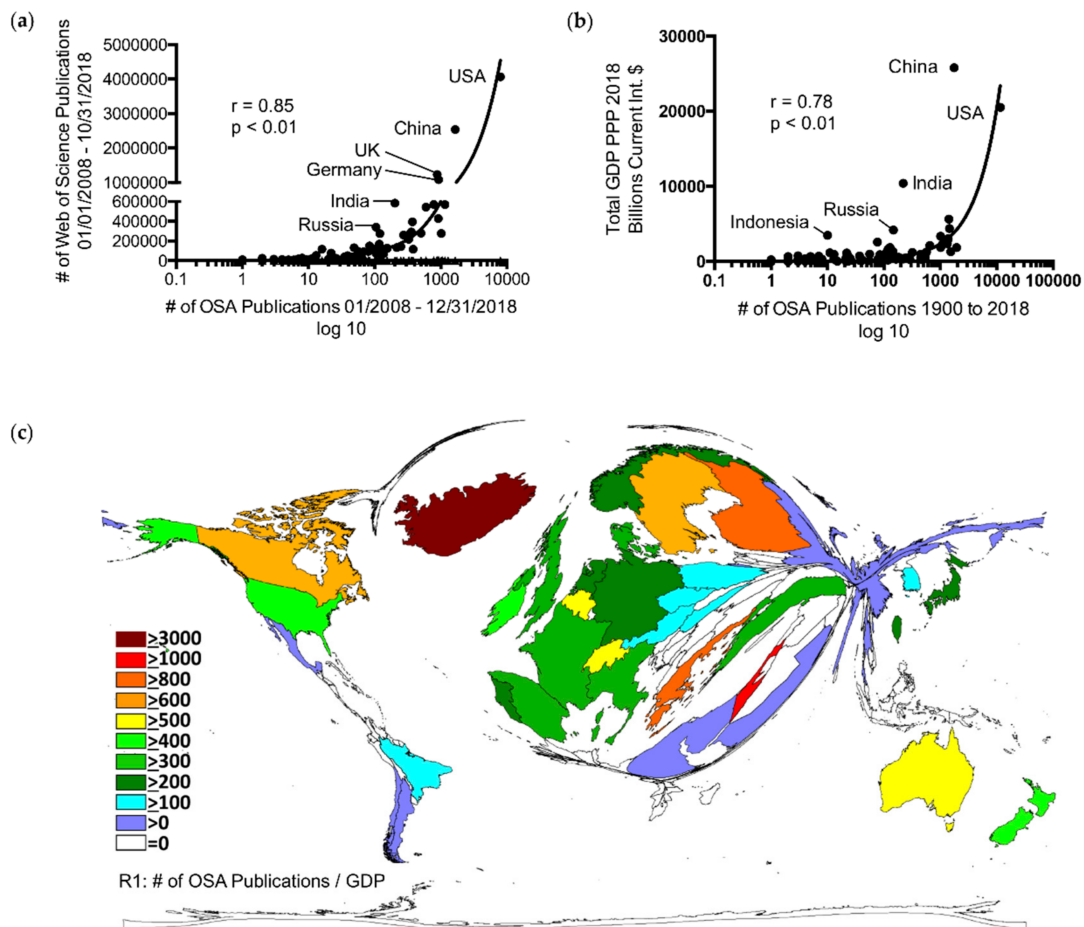 (a)
# of Web of Science Publications
01/01/2008 - 10/31/2018
5000000
4000000
3000000
2000000
1000000
600000
400000
200000
0
r = 0.85
p < 0.01
USA
China
UK
Germany
India
Russia
0.1 1 10 100 1000 10000
# of OSA Publications 01/2008 - 12/31/2018
log 10
(b)
Total GDP PPP 2018
Billions Current Int. $
30000
20000
10000
0
r = 0.78
p < 0.01
China
USA
India
Russia
Indonesia
0.1 1 10 100 1000 10000 100000
# of OSA Publications 1900 to 2018
log 10
(c)
≥3000
≥1000
≥800
≥600
≥500
≥400
≥300
≥200
≥100
>0
=0
R1: # of OSA Publications / GDP